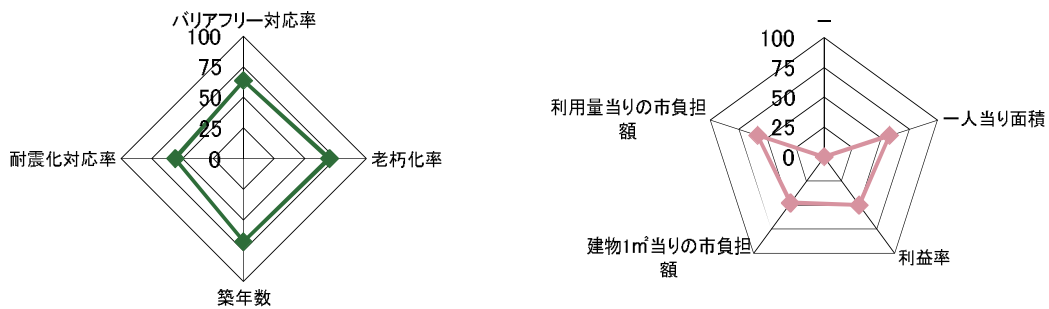 バリアフリー対応率
100
75
50
25
0
耐震化対応率
老朽化率
築年数
ー
100
75
50
25
0
利用量当りの市負担
額
一人当り面積
建物1㎡当りの市負担
額
利益率